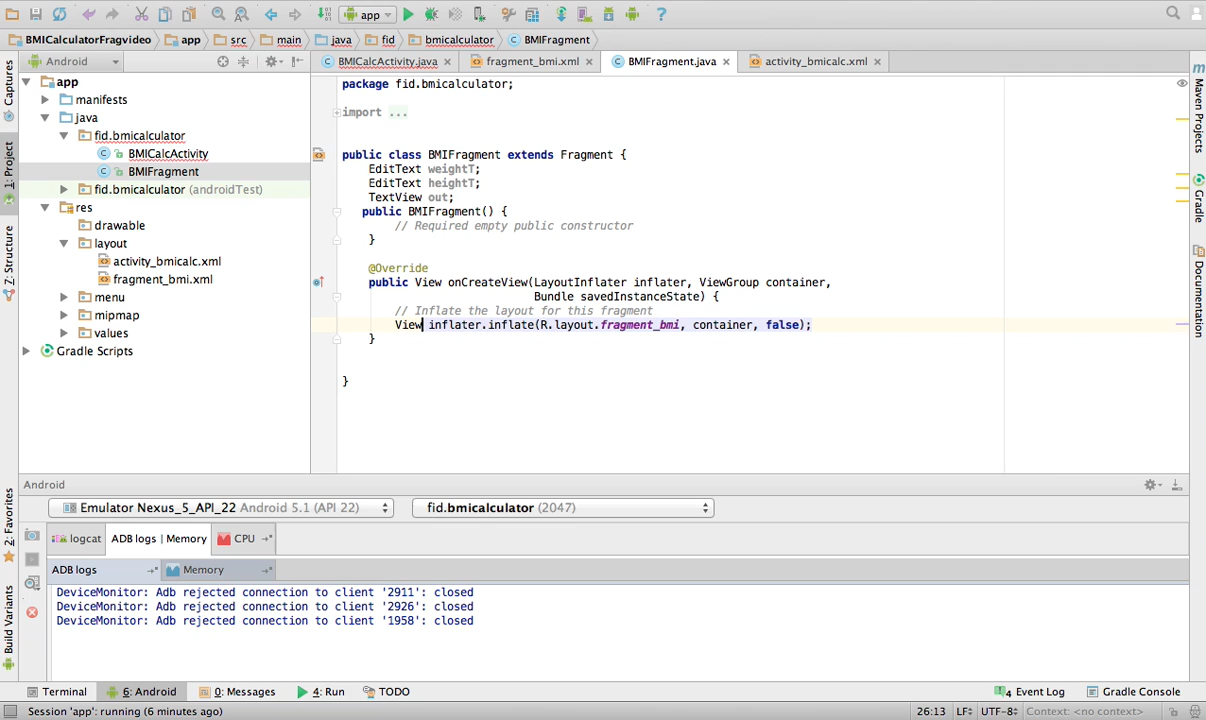 app
BMICalculatorFragvideo app src main java fid bmicalculator BMIFragment
Android
BMICalcActivity.java fragment_bmi.xml BMIFragment.java activity_bmicalc.xml
app
manifests
java
fid.bmicalculator
BMICalcActivity
BMIFragment
fid.bmicalculator (androidTest)
res
drawable
layout
activity_bmicalc.xml
fragment_bmi.xml
menu
mipmap
values
Gradle Scripts
package fid.bmicalculator;
import ...
public class BMIFragment extends Fragment {
EditText weightT;
EditText heightT;
TextView out;
public BMIFragment() {
// Required empty public constructor
}
@Override
public View onCreateView(LayoutInflater inflater, ViewGroup container,
Bundle savedInstanceState) {
// Inflate the layout for this fragment
View inflater.inflate(R.layout.fragment_bmi, container, false);
}
}
Captures
1: Project
Z: Structure
2: Favorites
Build Variants
Maven Projects
Gradle
Documentation
Android
Emulator Nexus_5_API_22 Android 5.1 (API 22) fid.bmicalculator (2047)
logcat ADB logs | Memory CPU
ADB logs Memory
DeviceMonitor: Adb rejected connection to client '2911': closed
DeviceMonitor: Adb rejected connection to client '2926': closed
DeviceMonitor: Adb rejected connection to client '1958': closed
Terminal 6: Android 0: Messages 4: Run TODO 4 Event Log Gradle Console
Session 'app': running (6 minutes ago) 26:13 LF UTF-8 Context: <no context>